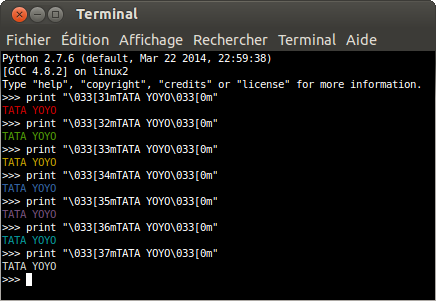 Terminal
Fichier Édition Affichage Rechercher Terminal Aide
Python 2.7.6 (default, Mar 22 2014, 22:59:38)
[GCC 4.8.2] on linux2
Type "help", "copyright", "credits" or "license" for more information.
>>> print "\033[31mTATA YOYO\033[0m"
TATA YOYO
>>> print "\033[32mTATA YOYO\033[0m"
TATA YOYO
>>> print "\033[33mTATA YOYO\033[0m"
TATA YOYO
>>> print "\033[34mTATA YOYO\033[0m"
TATA YOYO
>>> print "\033[35mTATA YOYO\033[0m"
TATA YOYO
>>> print "\033[36mTATA YOYO\033[0m"
TATA YOYO
>>> print "\033[37mTATA YOYO\033[0m"
TATA YOYO
>>>